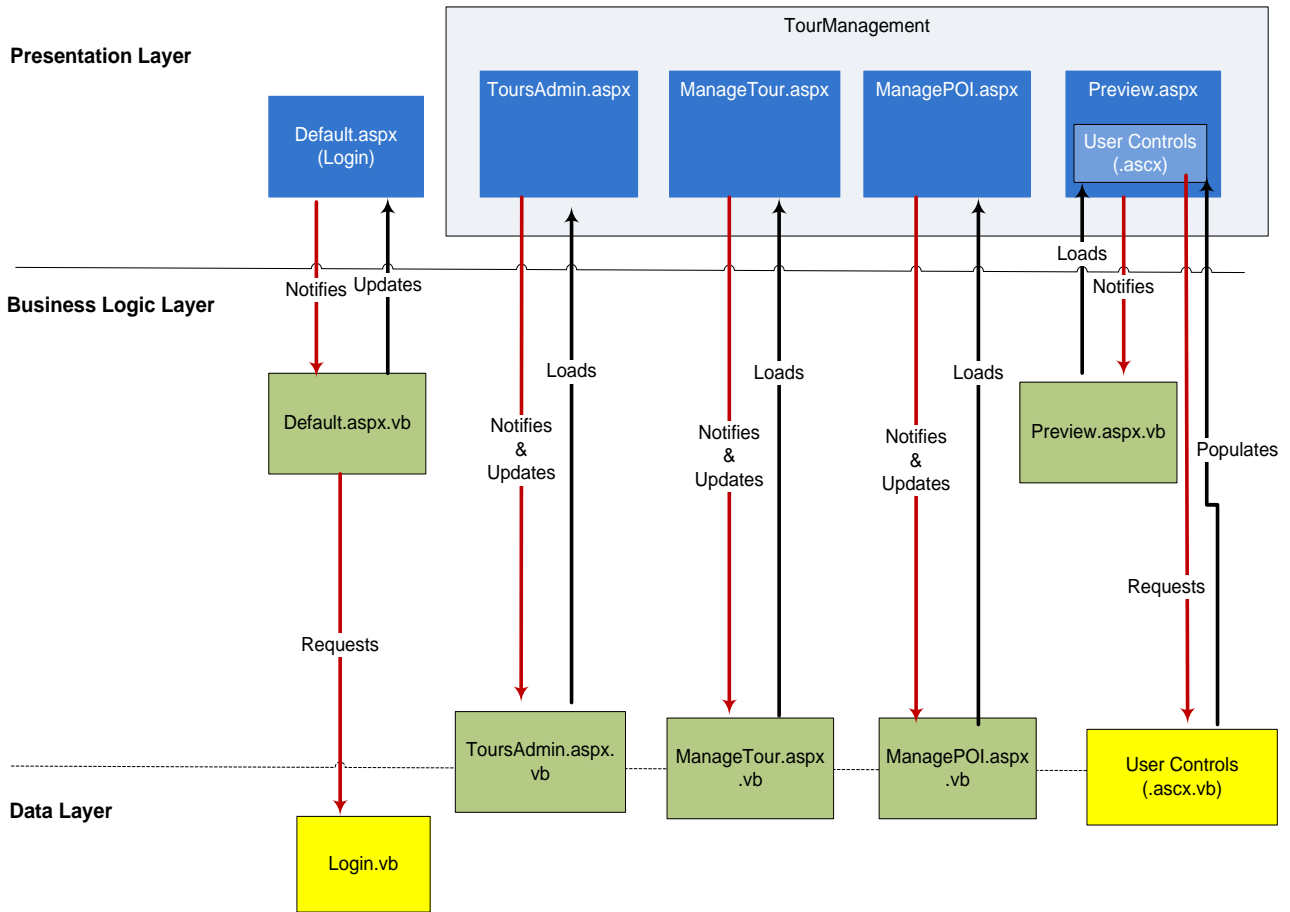 TourManagement
Presentation Layer
ToursAdmin.aspx
ManageTour.aspx
ManagePOI.aspx
Preview.aspx
Default.aspx
(Login)
User Controls
(.ascx)
Loads
Notifies
Updates
Notifies
Business Logic Layer
Loads
Loads
Loads
Default.aspx.vb
Notifies
&
Updates
Notifies
&
Updates
Notifies
&
Updates
Preview.aspx.vb
Populates
Requests
Requests
ToursAdmin.aspx.
vb
ManageTour.aspx
.vb
ManagePOI.aspx
.vb
User Controls
(.ascx.vb)
Data Layer
Login.vb